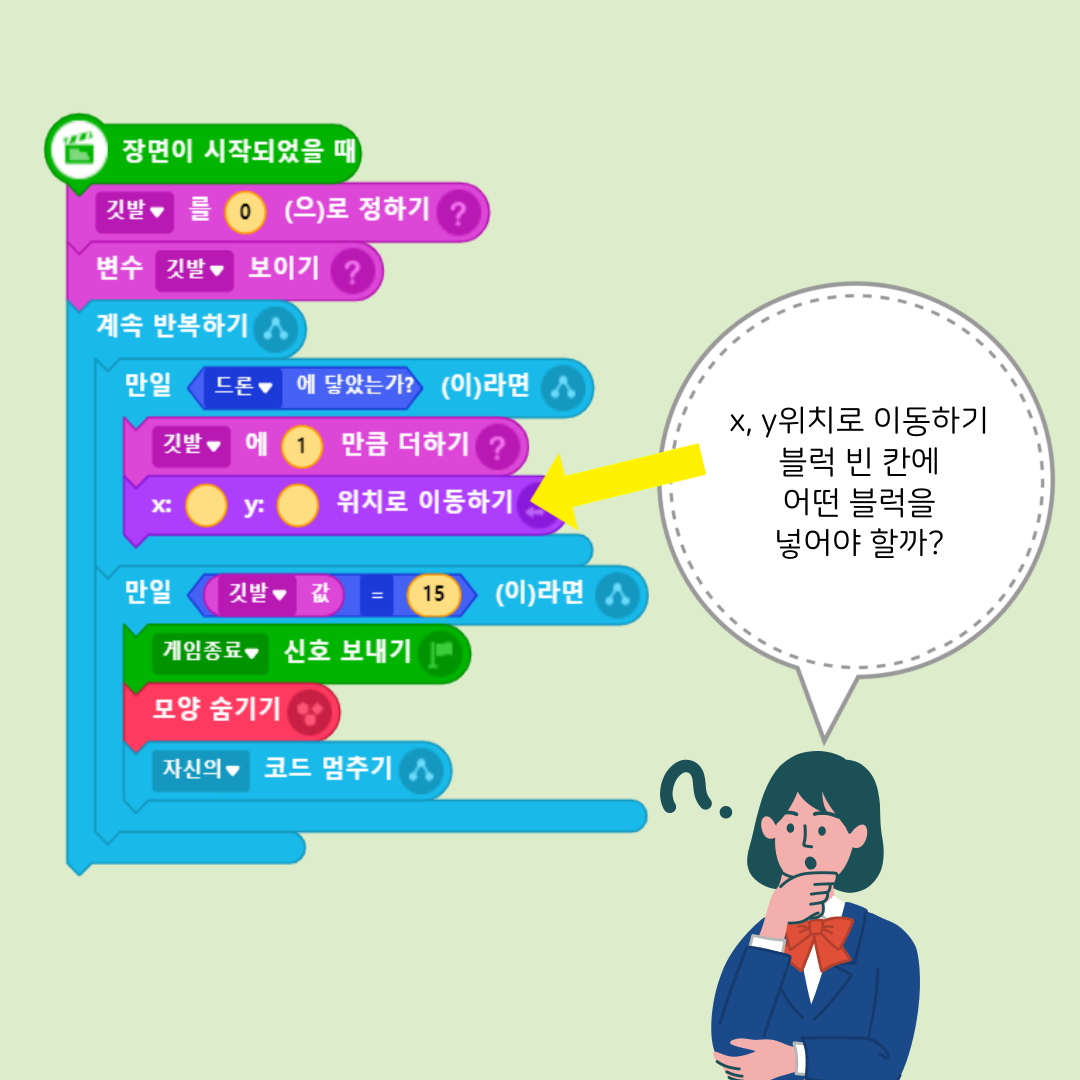 장면이 시작되었을 때
깃발▼ 를 0 (으)로 정하기 ?
변수 깃발▼ 보이기 ?
계속 반복하기
만일 드론▼ 에 닿았는가? (이)라면
깃발▼ 에 1 만큼 더하기 ?
x: y: 위치로 이동하기
만일 깃발▼ 값 = 15 (이)라면
게임종료▼ 신호 보내기
모양 숨기기
자신의▼ 코드 멈추기
x, y위치로 이동하기
블럭 빈 칸에
어떤 블럭을
넣어야 할까?